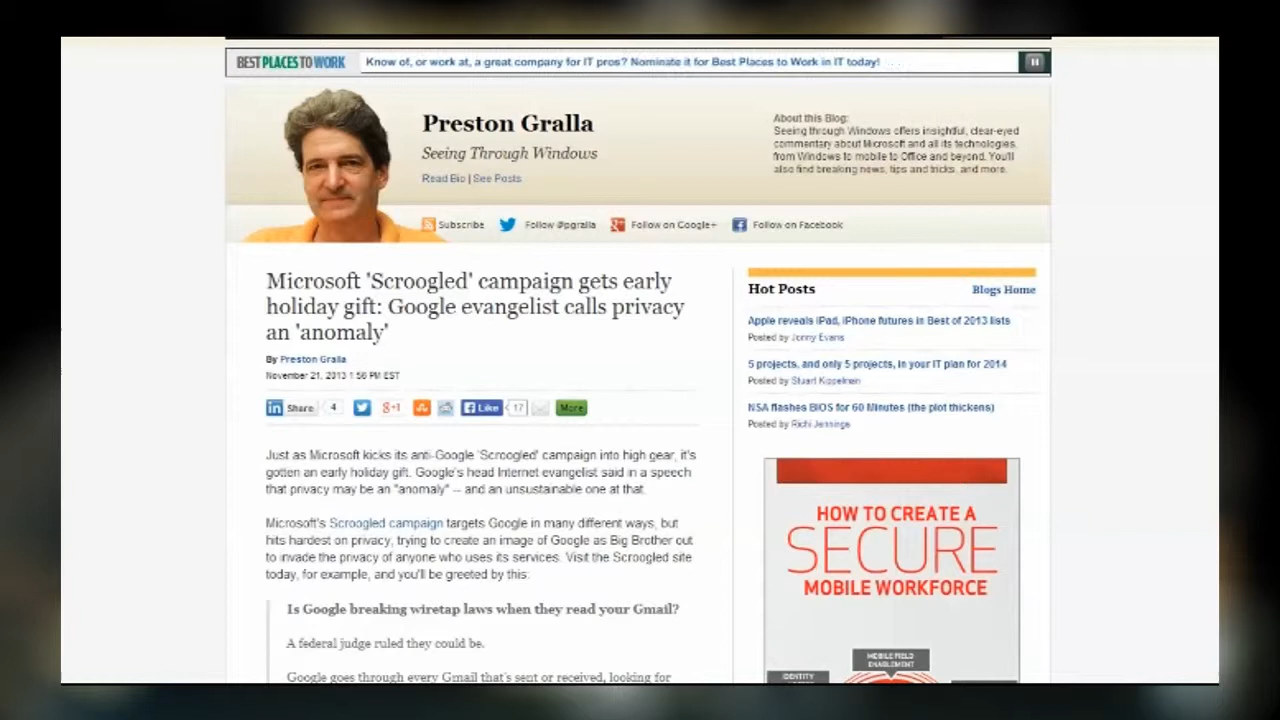 BEST PLACES TO WORK
Know of, or work at, a great company for IT pros? Nominate it for Best Places to Work in IT today!
Preston Gralla
Seeing Through Windows
Read Bio | See Posts
About this Blog:
Seeing through Windows offers insightful, clear-eyed
commentary about Microsoft and all its technologies,
from Windows to mobile to Office and beyond. You'll
also find breaking news, tips and tricks, and more.
Subscribe
Follow @pgralla
Follow on Google+
Follow on Facebook
Microsoft 'Scroogled' campaign gets early
holiday gift: Google evangelist calls privacy
an 'anomaly'
By Preston Gralla
November 21, 2013 1:56 PM EST
in Share 4
g+1
Like 17
More
Just as Microsoft kicks its anti-Google 'Scroogled' campaign into high gear, it's
gotten an early holiday gift. Google's head Internet evangelist said in a speech
that privacy may be an "anomaly" -- and an unsustainable one at that.
Microsoft's Scroogled campaign targets Google in many different ways, but
hits hardest on privacy, trying to create an image of Google as Big Brother out
to invade the privacy of anyone who uses its services. Visit the Scroogled site
today, for example, and you'll be greeted by this:
Is Google breaking wiretap laws when they read your Gmail?
A federal judge ruled they could be.
Google goes through every Gmail that's sent or received, looking for
Hot Posts
Blogs Home
Apple reveals iPad, iPhone futures in Best of 2013 lists
Posted by Jonny Evans
5 projects, and only 5 projects, in your IT plan for 2014
Posted by Stuart Kippelman
NSA flashes BIOS for 60 Minutes (the plot thickens)
Posted by Richi Jennings
HOW TO CREATE A
SECURE
MOBILE WORKFORCE
MOBILE FIELD
ENABLEMENT
IDENTITY